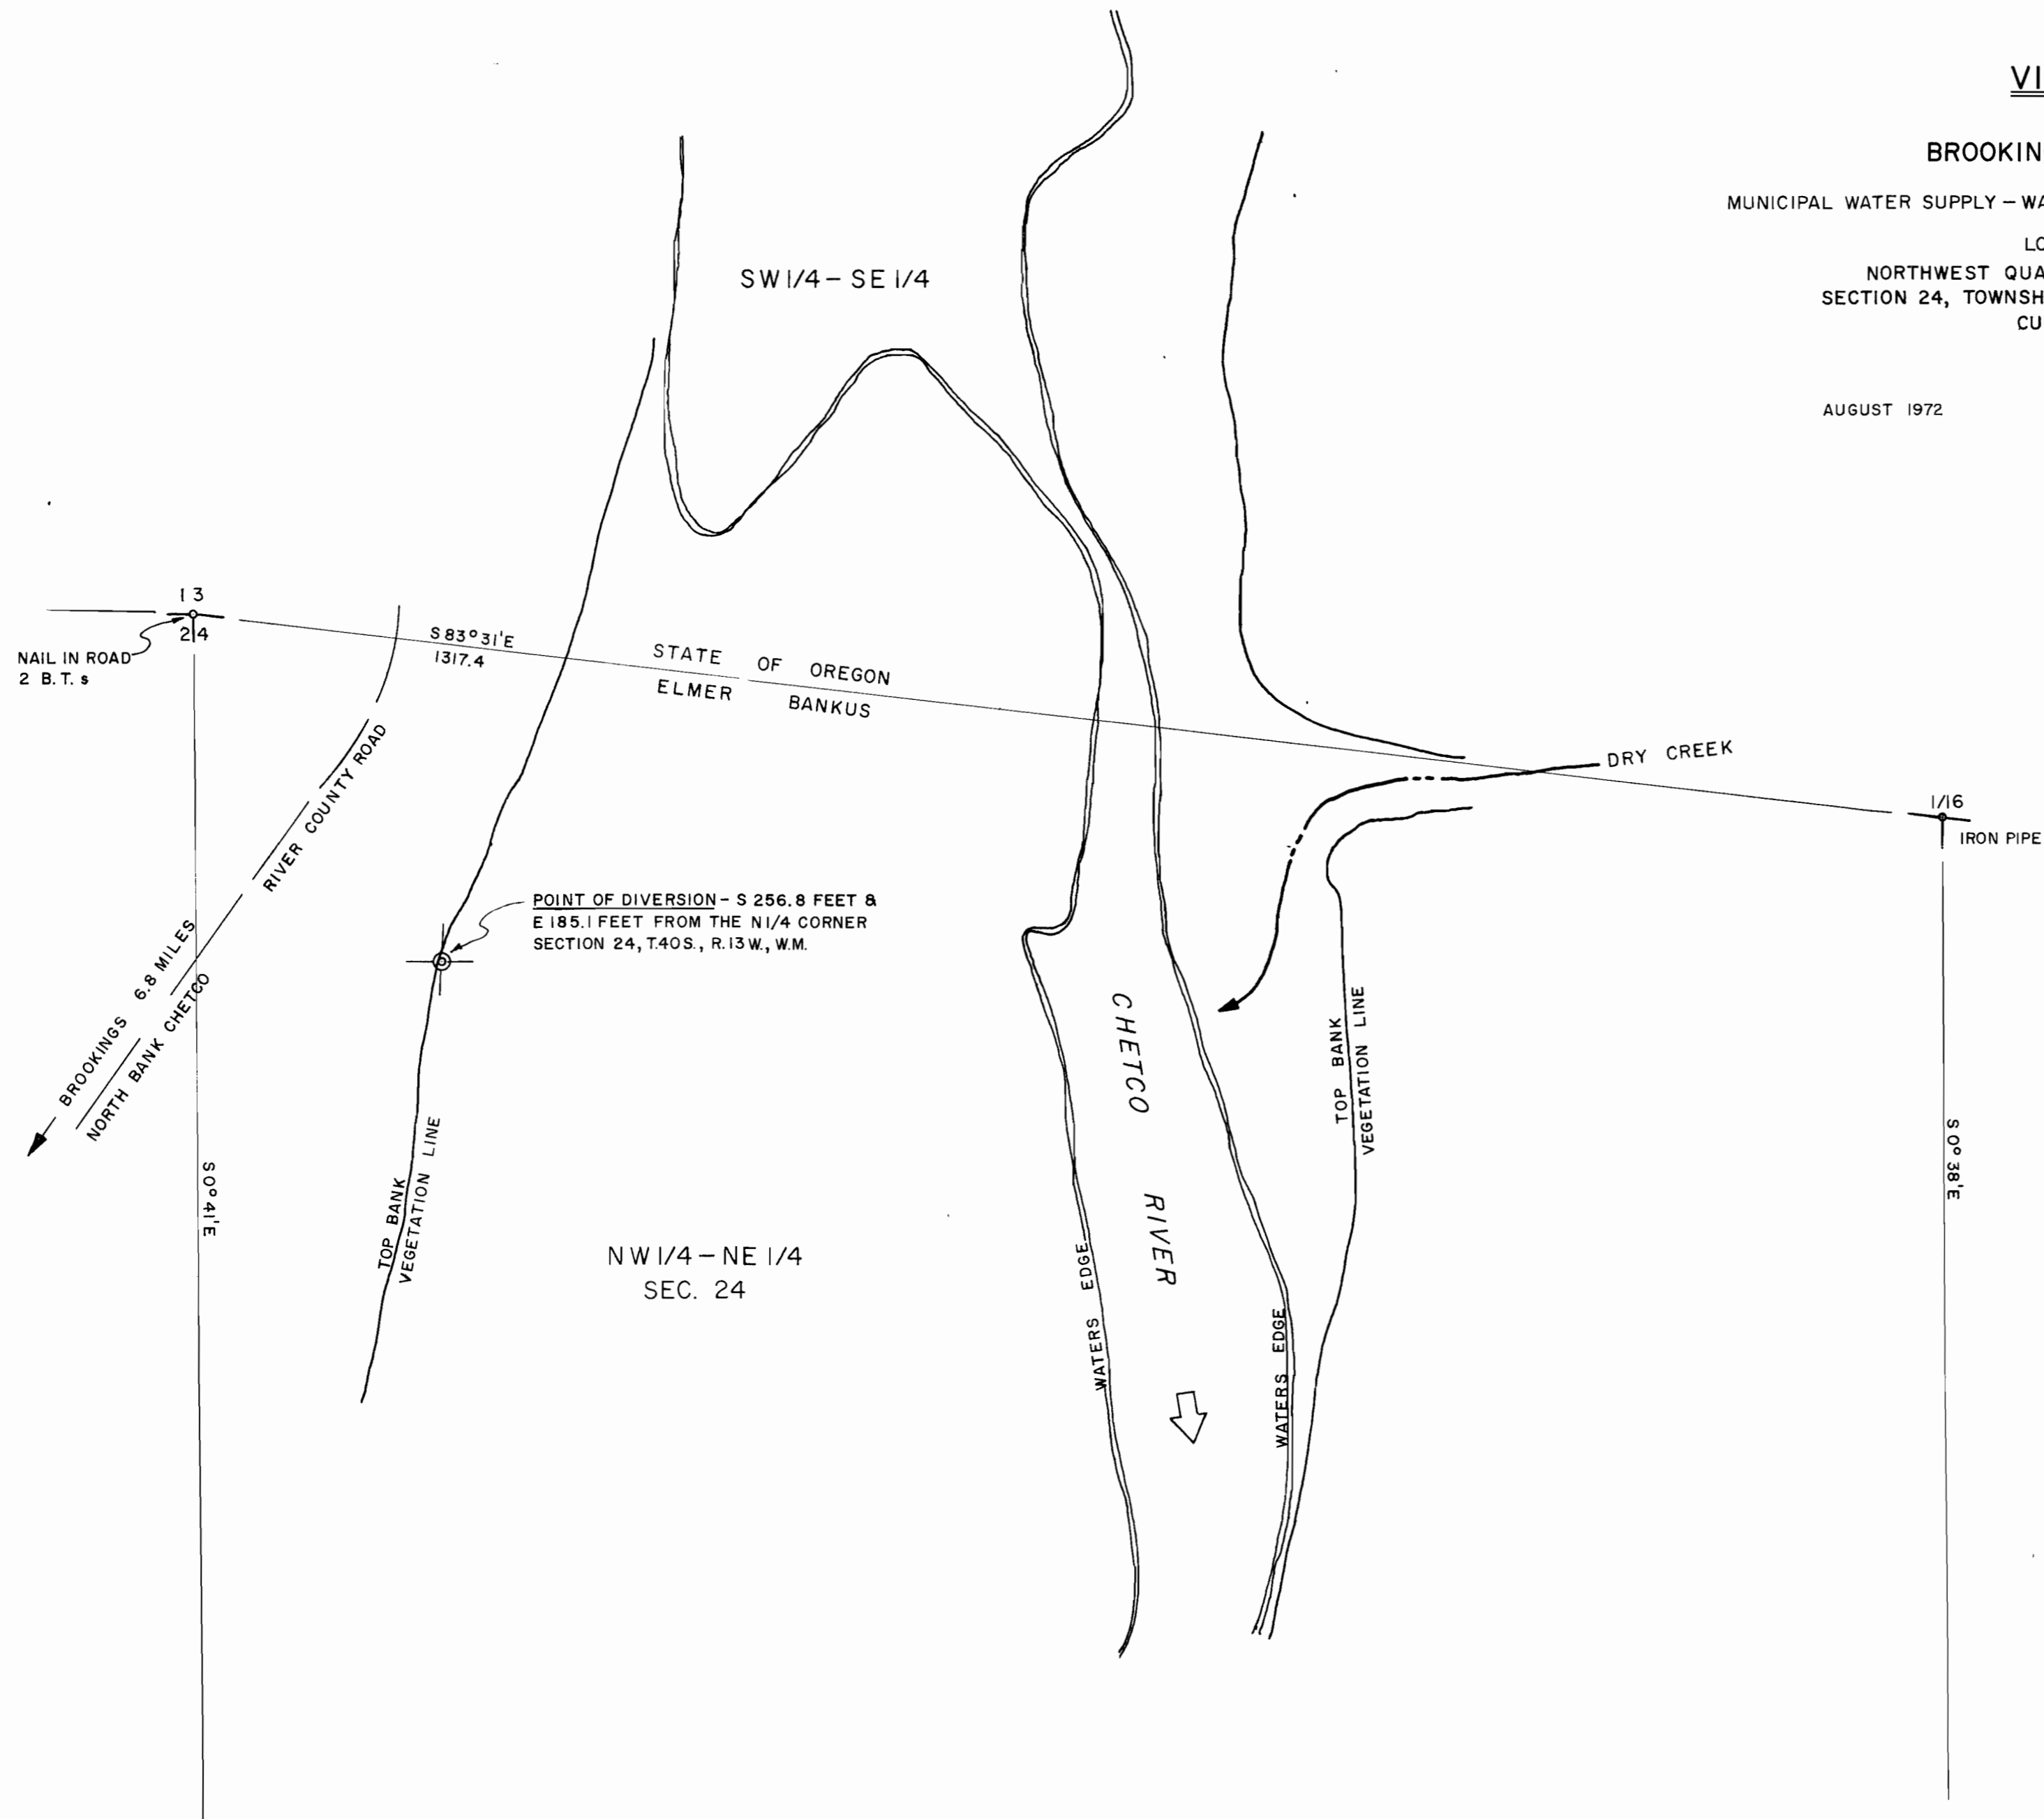 VI
BROOKIN
MUNICIPAL WATER SUPPLY – WA
LO
NORTHWEST QUA
SECTION 24, TOWNSH
CU
AUGUST 1972
SW 1/4 – SE 1/4
13
24
NAIL IN ROAD
2 B.T. s
S 83° 31' E
1317.4
STATE OF OREGON
ELMER BANKUS
DRY CREEK
1/16
IRON PIPE
RIVER COUNTY ROAD
BROOKINGS 6.8 MILES
NORTH BANK CHETCO
POINT OF DIVERSION – S 256.8 FEET &
E 185.1 FEET FROM THE N 1/4 CORNER
SECTION 24, T.40S., R.13W., W.M.
CHETCO RIVER
TOP BANK
VEGETATION LINE
S 0° 41' E
TOP BANK
VEGETATION LINE
S 0° 38' E
NW 1/4 – NE 1/4
SEC. 24
WATERS EDGE
WATERS EDGE